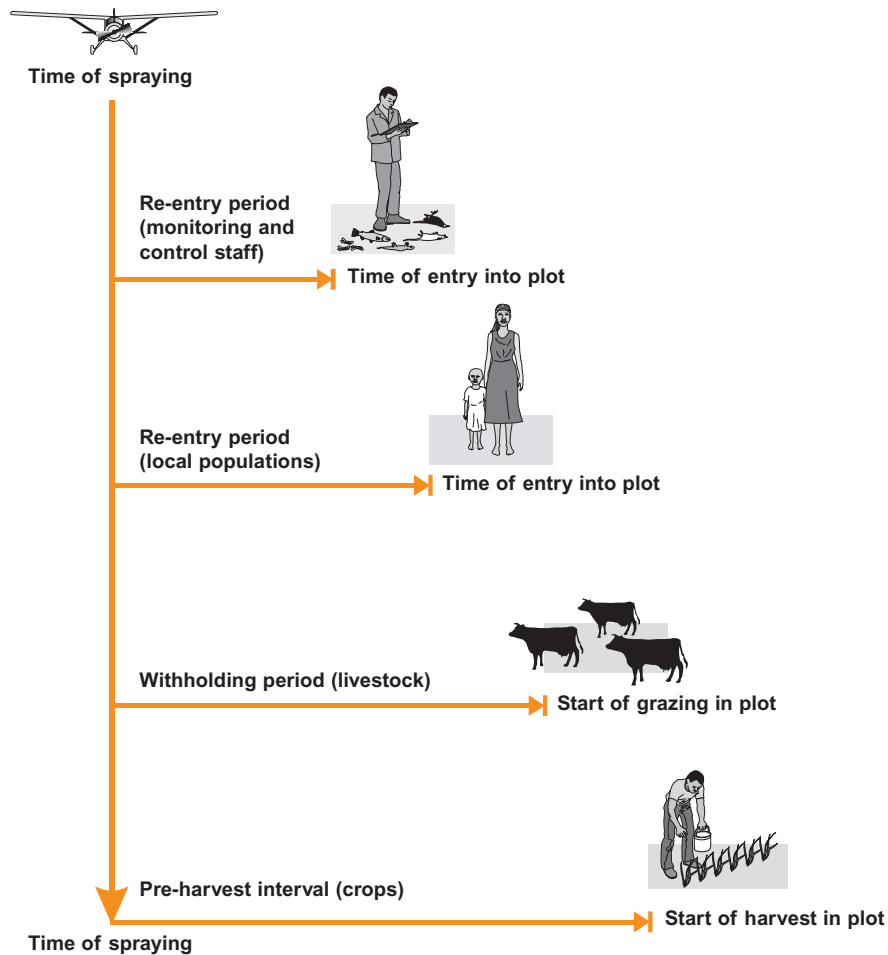 Time of spraying
Re-entry period
(monitoring and
control staff)
Time of entry into plot
Re-entry period
(local populations)
Time of entry into plot
Withholding period (livestock)
Start of grazing in plot
Pre-harvest interval (crops)
Start of harvest in plot
Time of spraying